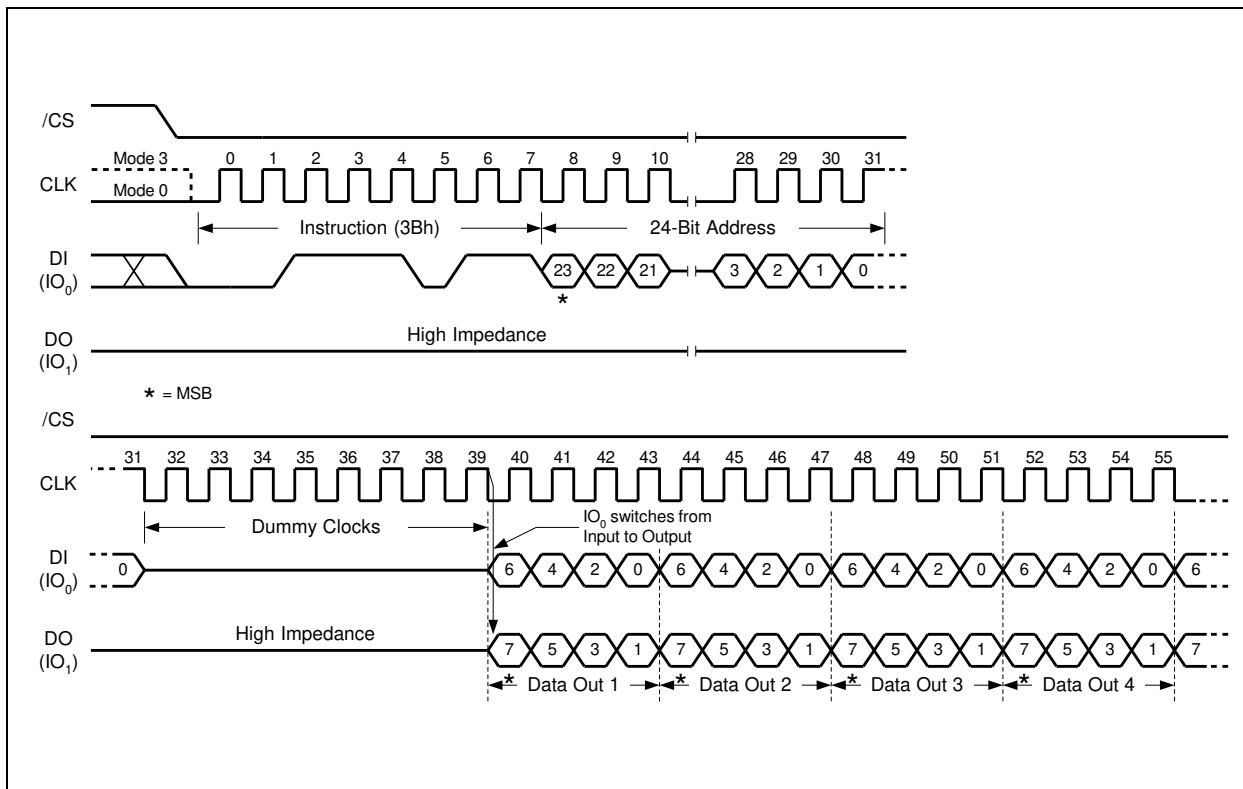 /CS
Mode 3 0 1 2 3 4 5 6 7 8 9 10 28 29 30 31
CLK
Mode 0
Instruction (3Bh) 24-Bit Address
DI
(IO0) 23 22 21 3 2 1 0
*
DO High Impedance
(IO1)
* = MSB
/CS
31 32 33 34 35 36 37 38 39 40 41 42 43 44 45 46 47 48 49 50 51 52 53 54 55
CLK
Dummy Clocks
IO0 switches from
Input to Output
DI
(IO0) 0 6 4 2 0 6 4 2 0 6 4 2 0 6 4 2 0 6
DO High Impedance
(IO1) 7 5 3 1 7 5 3 1 7 5 3 1 7 5 3 1 7
* Data Out 1 * Data Out 2 * Data Out 3 * Data Out 4